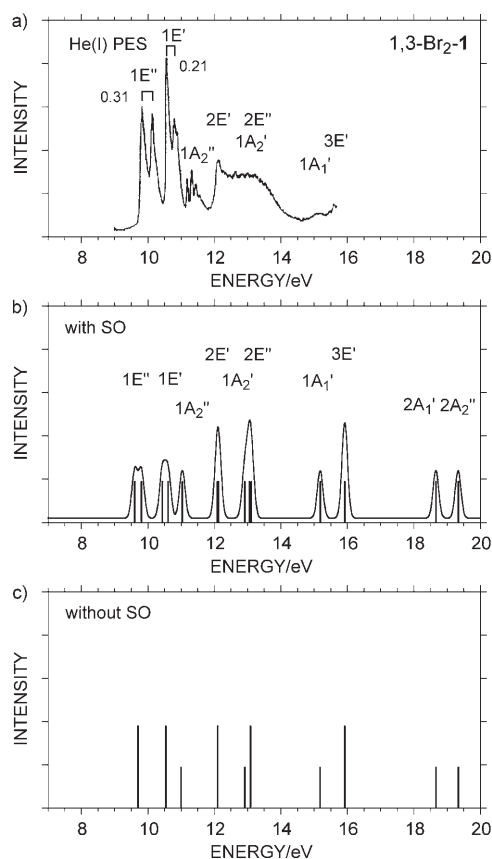 a)
He(I) PES
1E'
1,3-Br₂-1
1E"
0.21
0.31
2E' 2E" 3E'
1A₂" 1A₂' 1A₁'
INTENSITY
8 10 12 14 16 18 20
ENERGY/eV
b)
with SO
2E' 2E" 3E'
1E" 1E' 1A₂' 1A₁'
1A₂" 2A₁' 2A₂"
INTENSITY
8 10 12 14 16 18 20
ENERGY/eV
c)
without SO
INTENSITY
8 10 12 14 16 18 20
ENERGY/eV